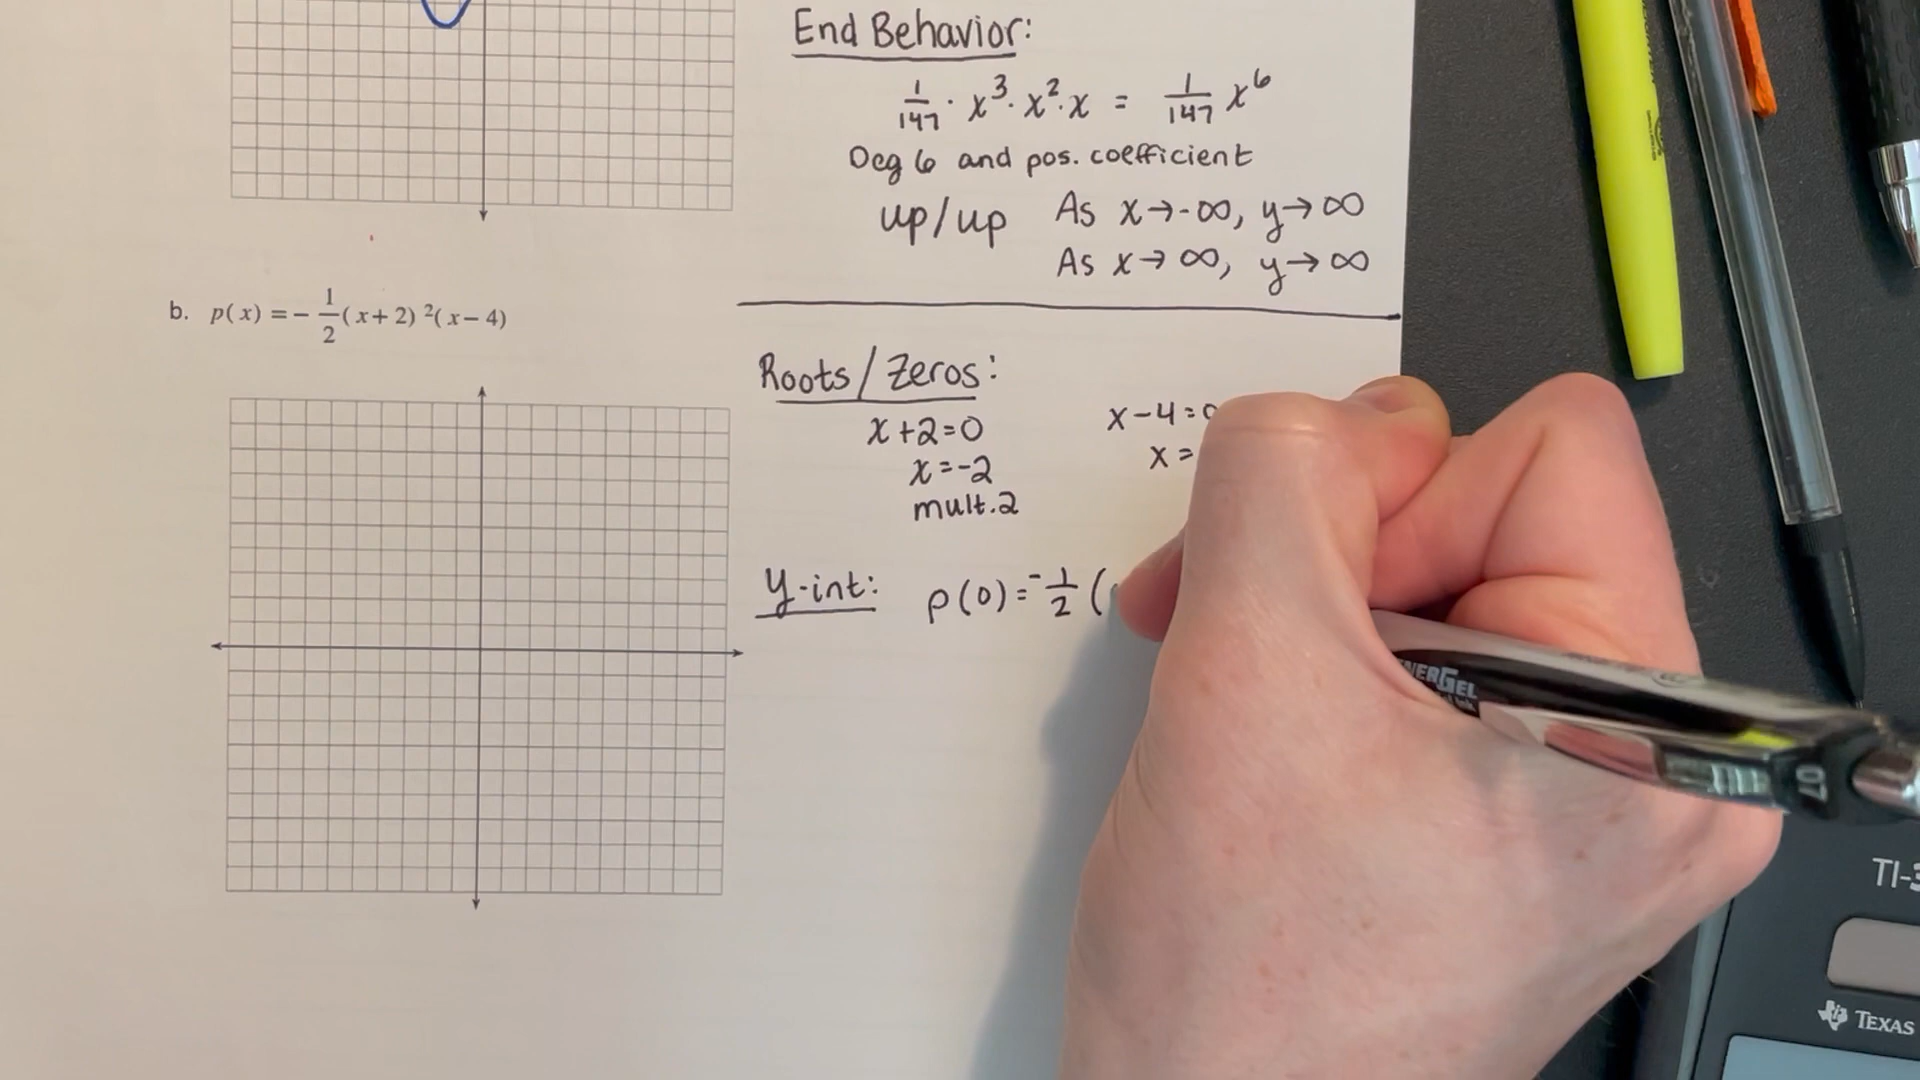 End Behavior:
1/147 · x³ · x² · x = 1/147 x⁶
Deg 6 and pos. coefficient
up/up As x→-∞, y→∞
As x→∞, y→∞
b. p(x) = - 1/2 (x+2)²(x-4)
Roots/Zeros:
x+2=0 x-4=0
x=-2 x=
mult.2
y-int: p(0)=-1/2 (
ENERGEL
07
TI-3
TEXAS